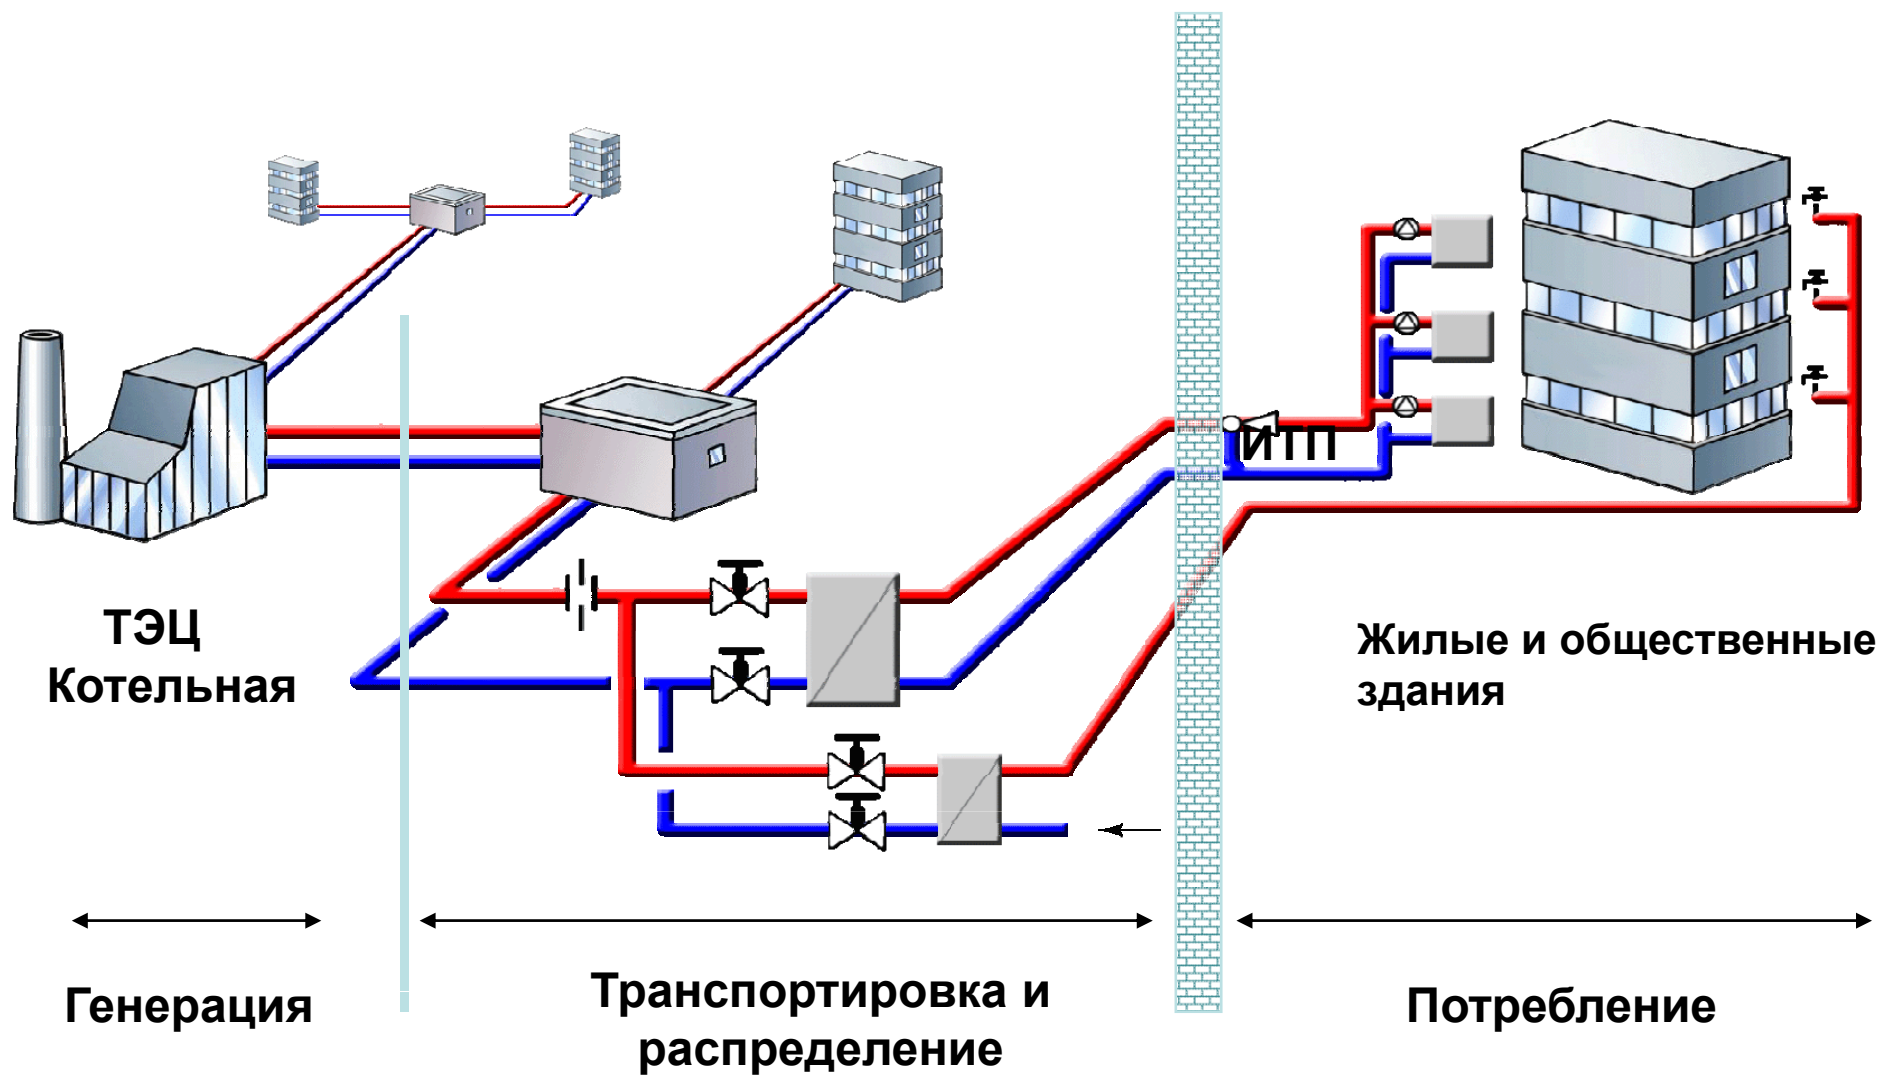 ИТП
ТЭЦ
Котельная
Жилые и общественные
здания
Генерация
Транспортировка и
распределение
Потребление